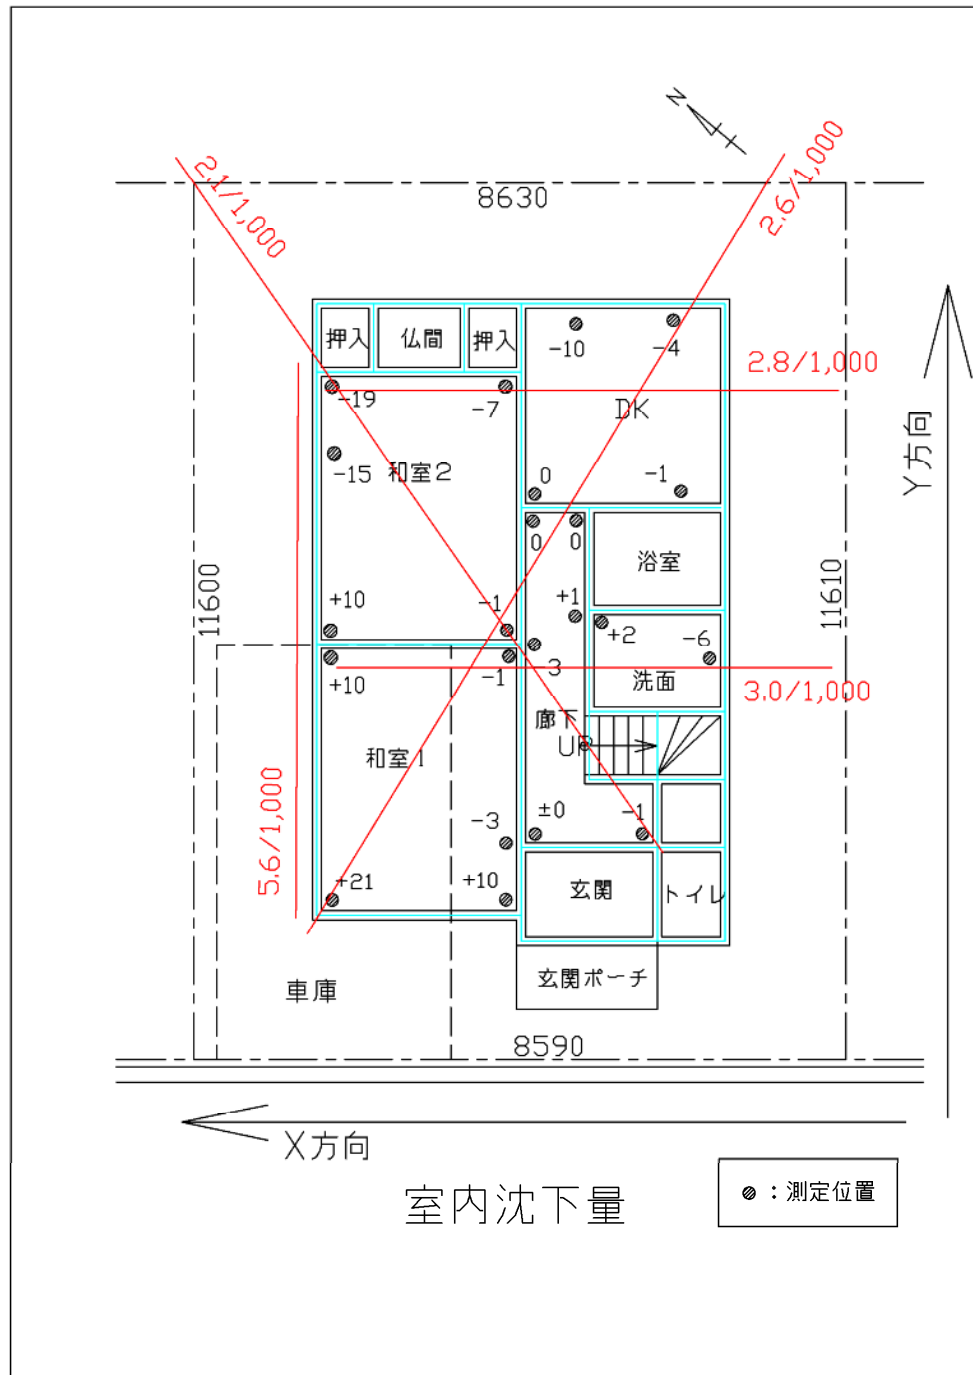 N
2.1/1,000
2.6/1,000
8630
押入
仏間
押入
-10
-4
2.8/1,000
-19
-7
DK
Y方向
-15
和室2
0
-1
0
0
浴室
11600
11610
+10
-1
+1
+2
-6
+10
-1
-3
洗面
3.0/1,000
廊下
UP
和室1
5.6/1,000
-3
±0
-1
+21
+10
玄関
トイレ
車庫
玄関ポーチ
8590
X方向
室内沈下量
:測定位置